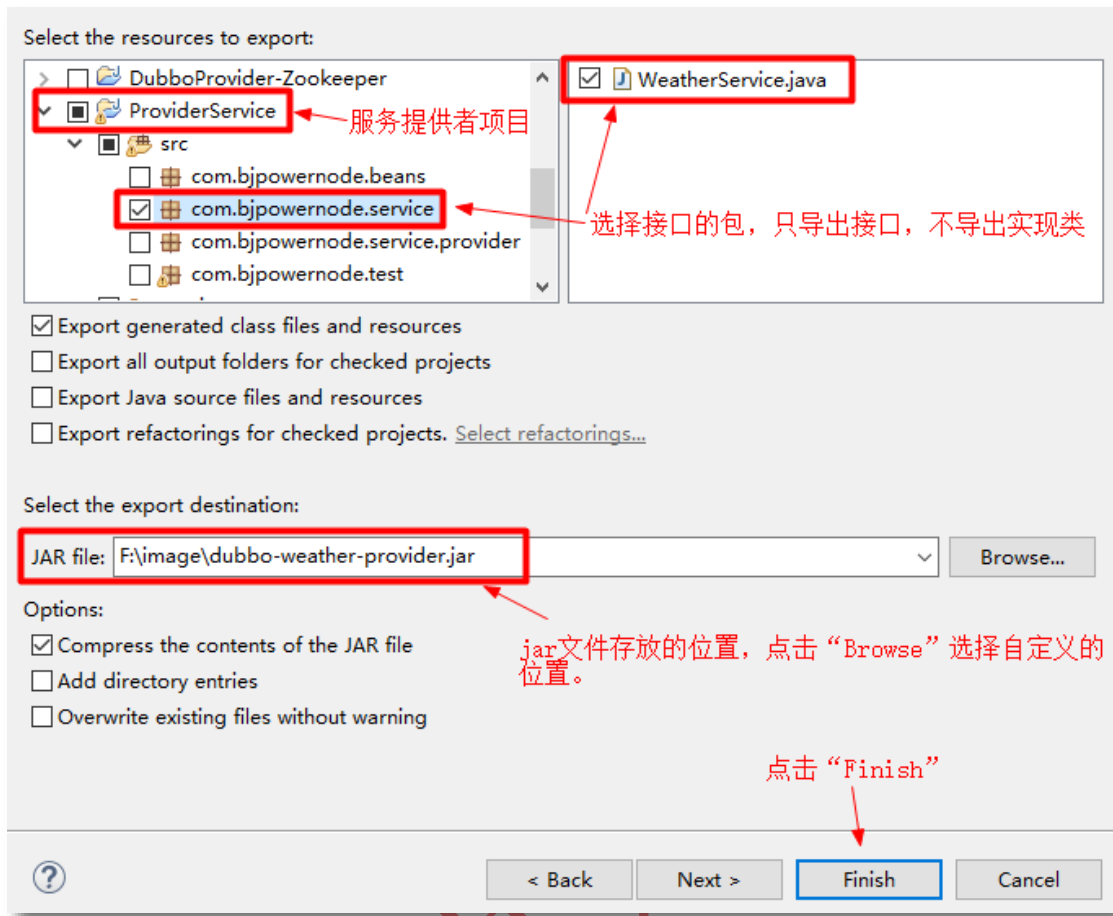 Select the resources to export:
DubboProvider-Zookeeper
WeatherService.java
ProviderService
服务提供者项目
src
com.bjpowernode.beans
com.bjpowernode.service
选择接口的包，只导出接口，不导出实现类
com.bjpowernode.service.provider
com.bjpowernode.test
Export generated class files and resources
Export all output folders for checked projects
Export Java source files and resources
Export refactorings for checked projects. Select refactorings...
Select the export destination:
JAR file: F:\image\dubbo-weather-provider.jar Browse...
Options:
Compress the contents of the JAR file
jar文件存放的位置，点击“Browse”选择自定义的
位置。
Add directory entries
Overwrite existing files without warning
点击“Finish”
? < Back Next > Finish Cancel